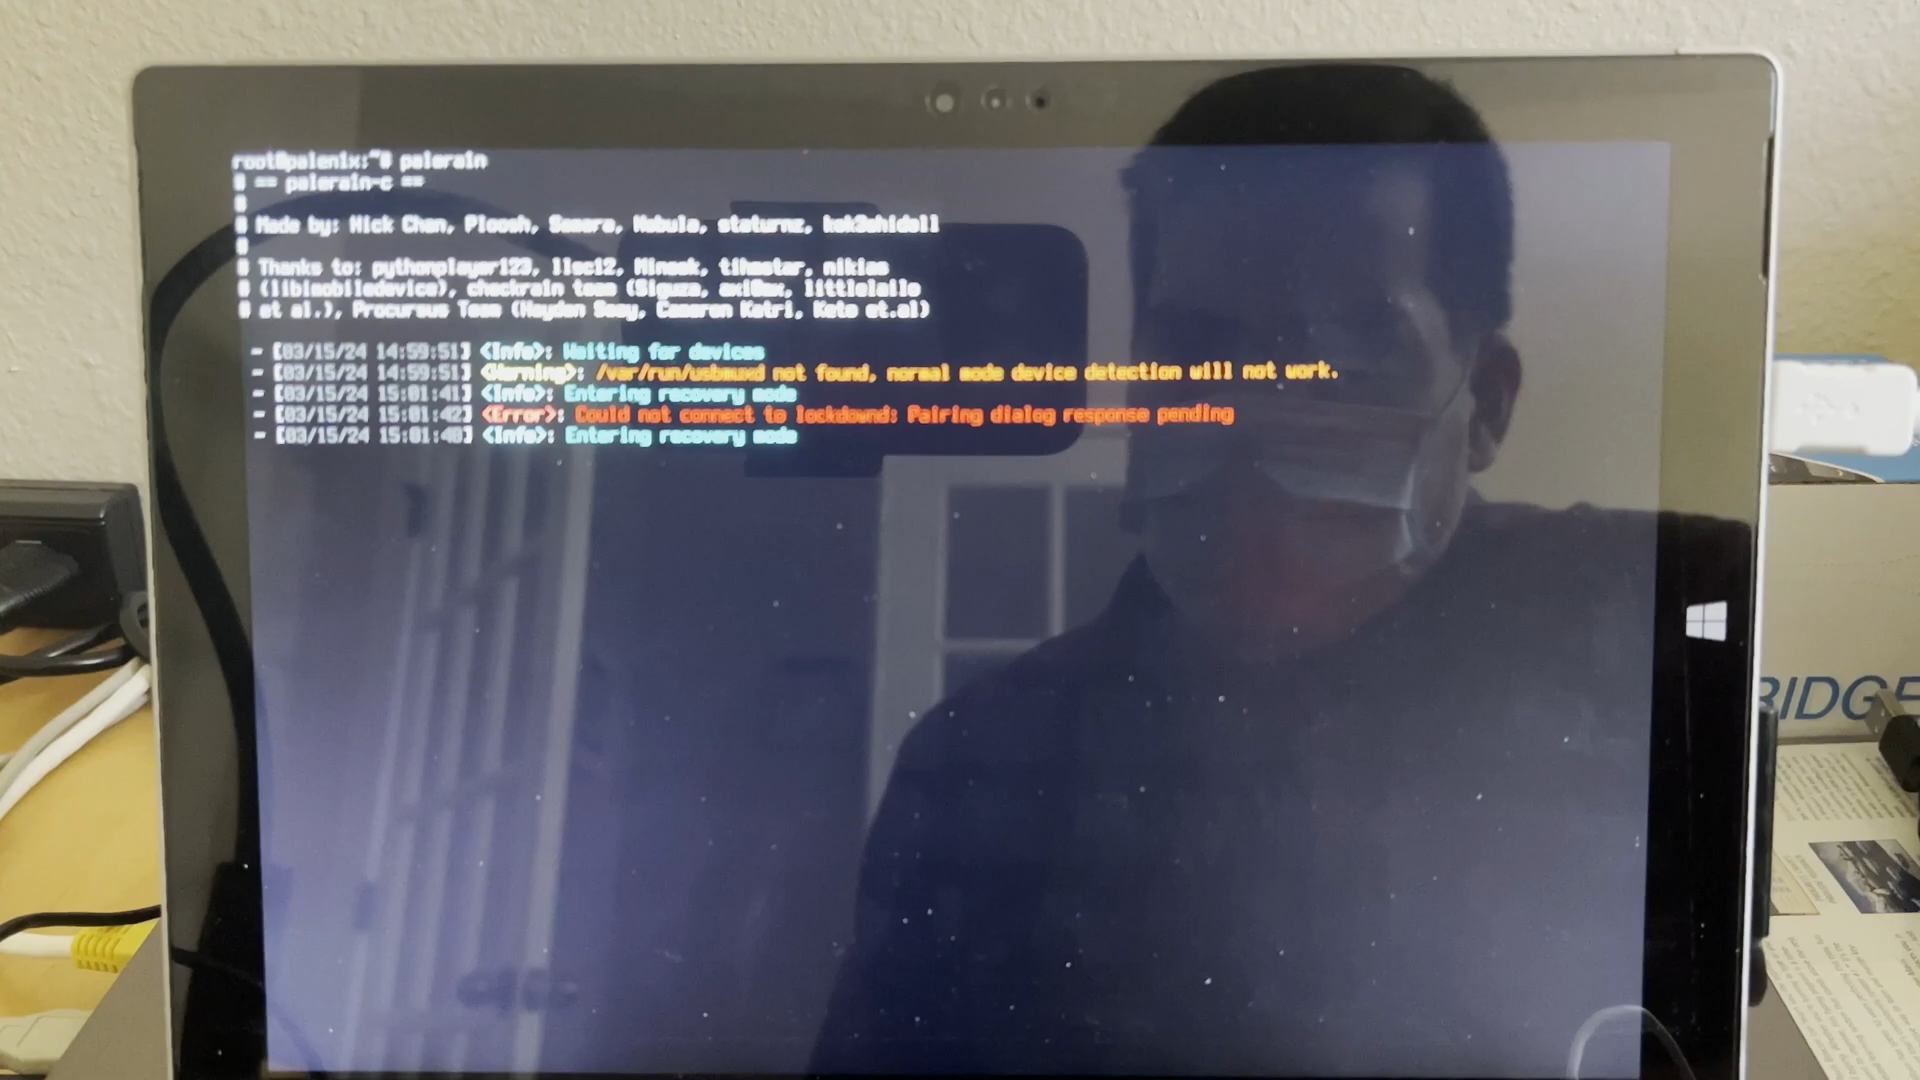 root@palen1x:~# palera1n
# == palera1n-c ==
#
# Made by: Nick Chan, Ploosh, Samara, Nebula, staturnz, kok3shidoll
#
# Thanks to: pythonplayer123, llsc12, Mineek, tihmstar, nikias
# (libimobiledevice), checkra1n team (Siguza, axi0mx, littlelailo
# et al.), Procursus Team (Hayden Seay, Cameron Katri, Keto et.al)
- [03/15/24 14:59:51] <Info>: Waiting for devices
- [03/15/24 14:59:51] <Warning>: /var/run/usbmuxd not found, normal mode device detection will not work.
- [03/15/24 15:01:41] <Info>: Entering recovery mode
- [03/15/24 15:01:42] <Error>: Could not connect to lockdownd: Pairing dialog response pending
- [03/15/24 15:01:48] <Info>: Entering recovery mode
BIDGE